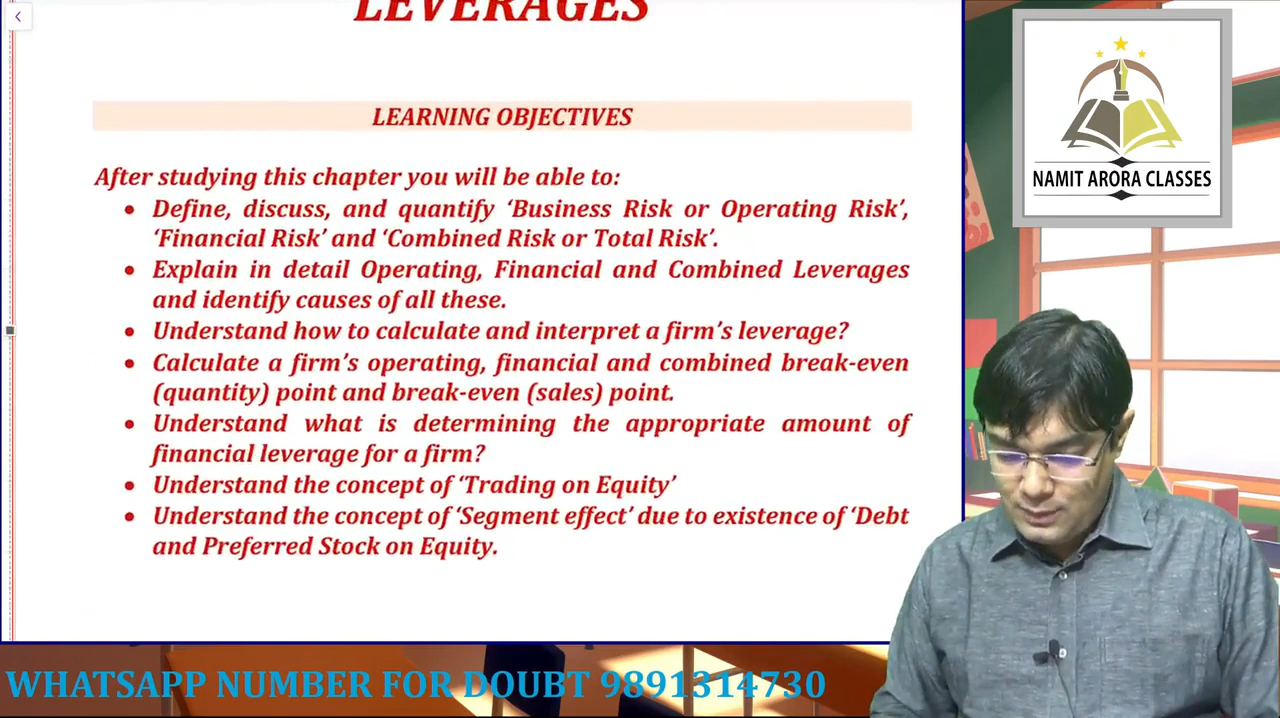 LEVERAGES
LEARNING OBJECTIVES
After studying this chapter you will be able to:
• Define, discuss, and quantify ‘Business Risk or Operating Risk’,
‘Financial Risk’ and ‘Combined Risk or Total Risk’.
• Explain in detail Operating, Financial and Combined Leverages
and identify causes of all these.
• Understand how to calculate and interpret a firm’s leverage?
• Calculate a firm’s operating, financial and combined break-even
(quantity) point and break-even (sales) point.
• Understand what is determining the appropriate amount of
financial leverage for a firm?
• Understand the concept of ‘Trading on Equity’
• Understand the concept of ‘Segment effect’ due to existence of ‘Debt
and Preferred Stock on Equity.
NAMIT ARORA CLASSES
WHATSAPP NUMBER FOR DOUBT 9891314730